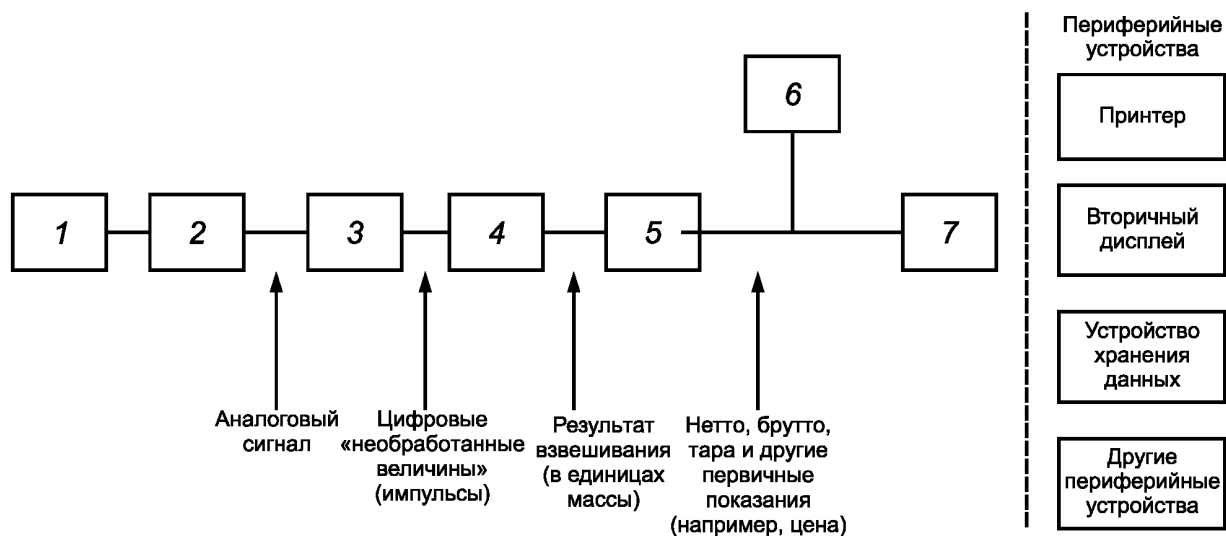 Периферийные
устройства
6
Принтер
1
2
3
4
5
7
Вторичный
дисплей
Устройство
хранения
данных
Аналоговый
сигнал
Цифровые
«необработанные
величины»
(импульсы)
Результат
взвешивания
(в единицах
массы)
Нетто, брутто,
тара и другие
первичные
показания
(например, цена)
Другие
периферийные
устройства